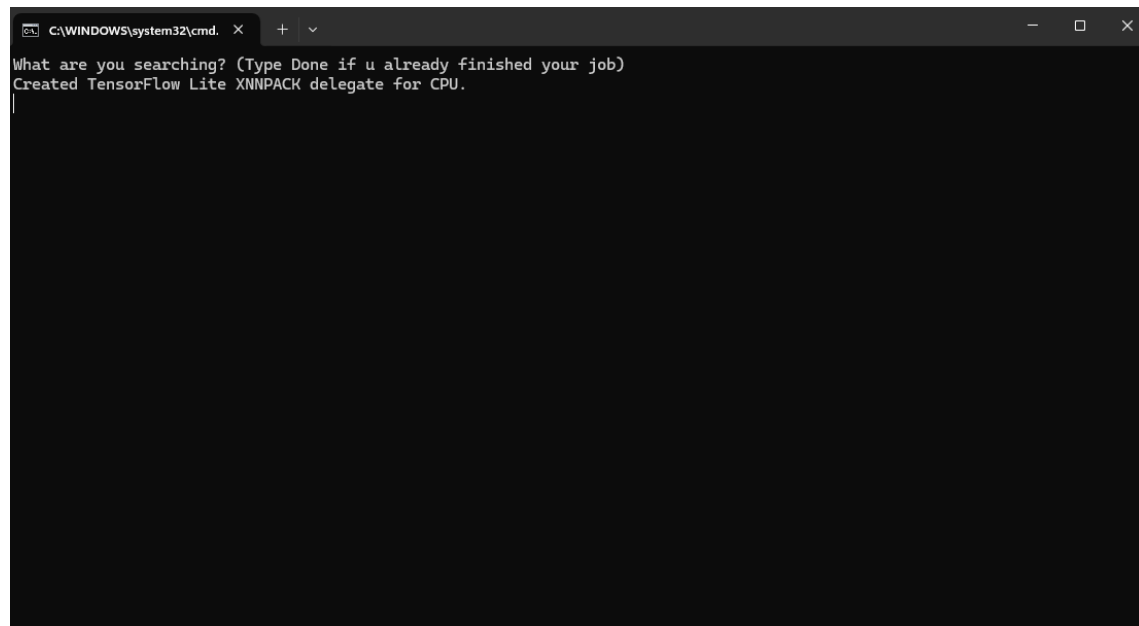 C:\WINDOWS\system32\cmd.
What are you searching? (Type Done if u already finished your job)
Created TensorFlow Lite XNNPACK delegate for CPU.